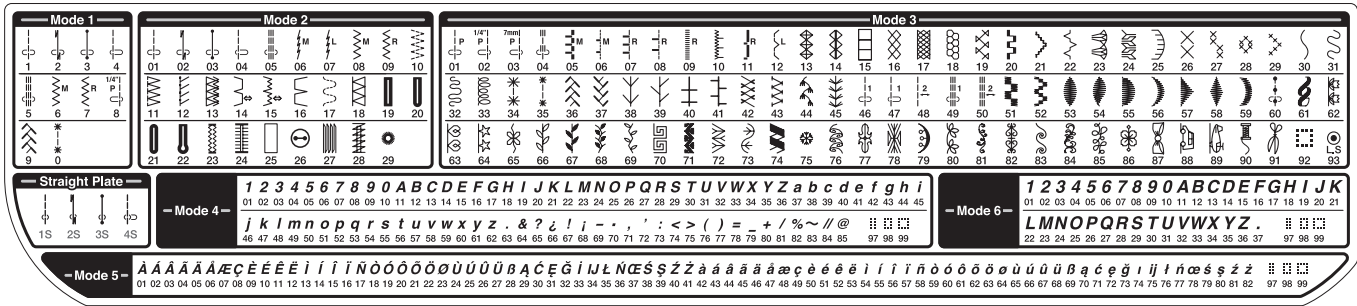 Mode 1
Mode 2
Mode 3
M L M R
P 1/4" P 7mm P M M R R R R L
1 2 3 4
01 02 03 04 05 06 07 08 09 10
01 02 03 04 05 06 07 08 09 10 11 12 13 14 15 16 17 18 19 20 21 22 23 24 25 26 27 28 29 30 31
M R 1/4" P
1 1 2 1 2
5 6 7 8
11 12 13 14 15 16 17 18 19 20
32 33 34 35 36 37 38 39 40 41 42 43 44 45 46 47 48 49 50 51 52 53 54 55 56 57 58 59 60 61 62
9 0
21 22 23 24 25 26 27 28 29
L.S
63 64 65 66 67 68 69 70 71 72 73 74 75 76 77 78 79 80 81 82 83 84 85 86 87 88 89 90 91 92 93
Straight Plate
1S 2S 3S 4S
Mode 4
1 2 3 4 5 6 7 8 9 0 A B C D E F G H I J K L M N O P Q R S T U V W X Y Z a b c d e f g h i
01 02 03 04 05 06 07 08 09 10 11 12 13 14 15 16 17 18 19 20 21 22 23 24 25 26 27 28 29 30 31 32 33 34 35 36 37 38 39 40 41 42 43 44 45
j k l m n o p q r s t u v w x y z . & ? ¿ ! ¡ – · , ' : < > ( ) = _ + / % ~ // @
46 47 48 49 50 51 52 53 54 55 56 57 58 59 60 61 62 63 64 65 66 67 68 69 70 71 72 73 74 75 76 77 78 79 80 81 82 83 84 85 97 98 99
Mode 6
1 2 3 4 5 6 7 8 9 0 A B C D E F G H I J K
01 02 03 04 05 06 07 08 09 10 11 12 13 14 15 16 17 18 19 20 21
L M N O P Q R S T U V W X Y Z .
22 23 24 25 26 27 28 29 30 31 32 33 34 35 36 37 97 98 99
Mode 5
À Á Â Ã Ä Å Æ Ç È É Ê Ë Ì Í Î Ï Ñ Ò Ó Ô Õ Ö Ø Ù Ú Û Ü ß Ą Ć Ę Ğ İ IJ Ł Ń Œ Ś Ş Ź Ż à á â ã ä å æ ç è é ê ë ì í î ï ñ ò ó ô õ ö ø ù ú û ü ß ą ć ę ğ ı ij ł ń œ ś ş ź ż
01 02 03 04 05 06 07 08 09 10 11 12 13 14 15 16 17 18 19 20 21 22 23 24 25 26 27 28 29 30 31 32 33 34 35 36 37 38 39 40 41 42 43 44 45 46 47 48 49 50 51 52 53 54 55 56 57 58 59 60 61 62 63 64 65 66 67 68 69 70 71 72 73 74 75 76 77 78 79 80 81 82 97 98 99